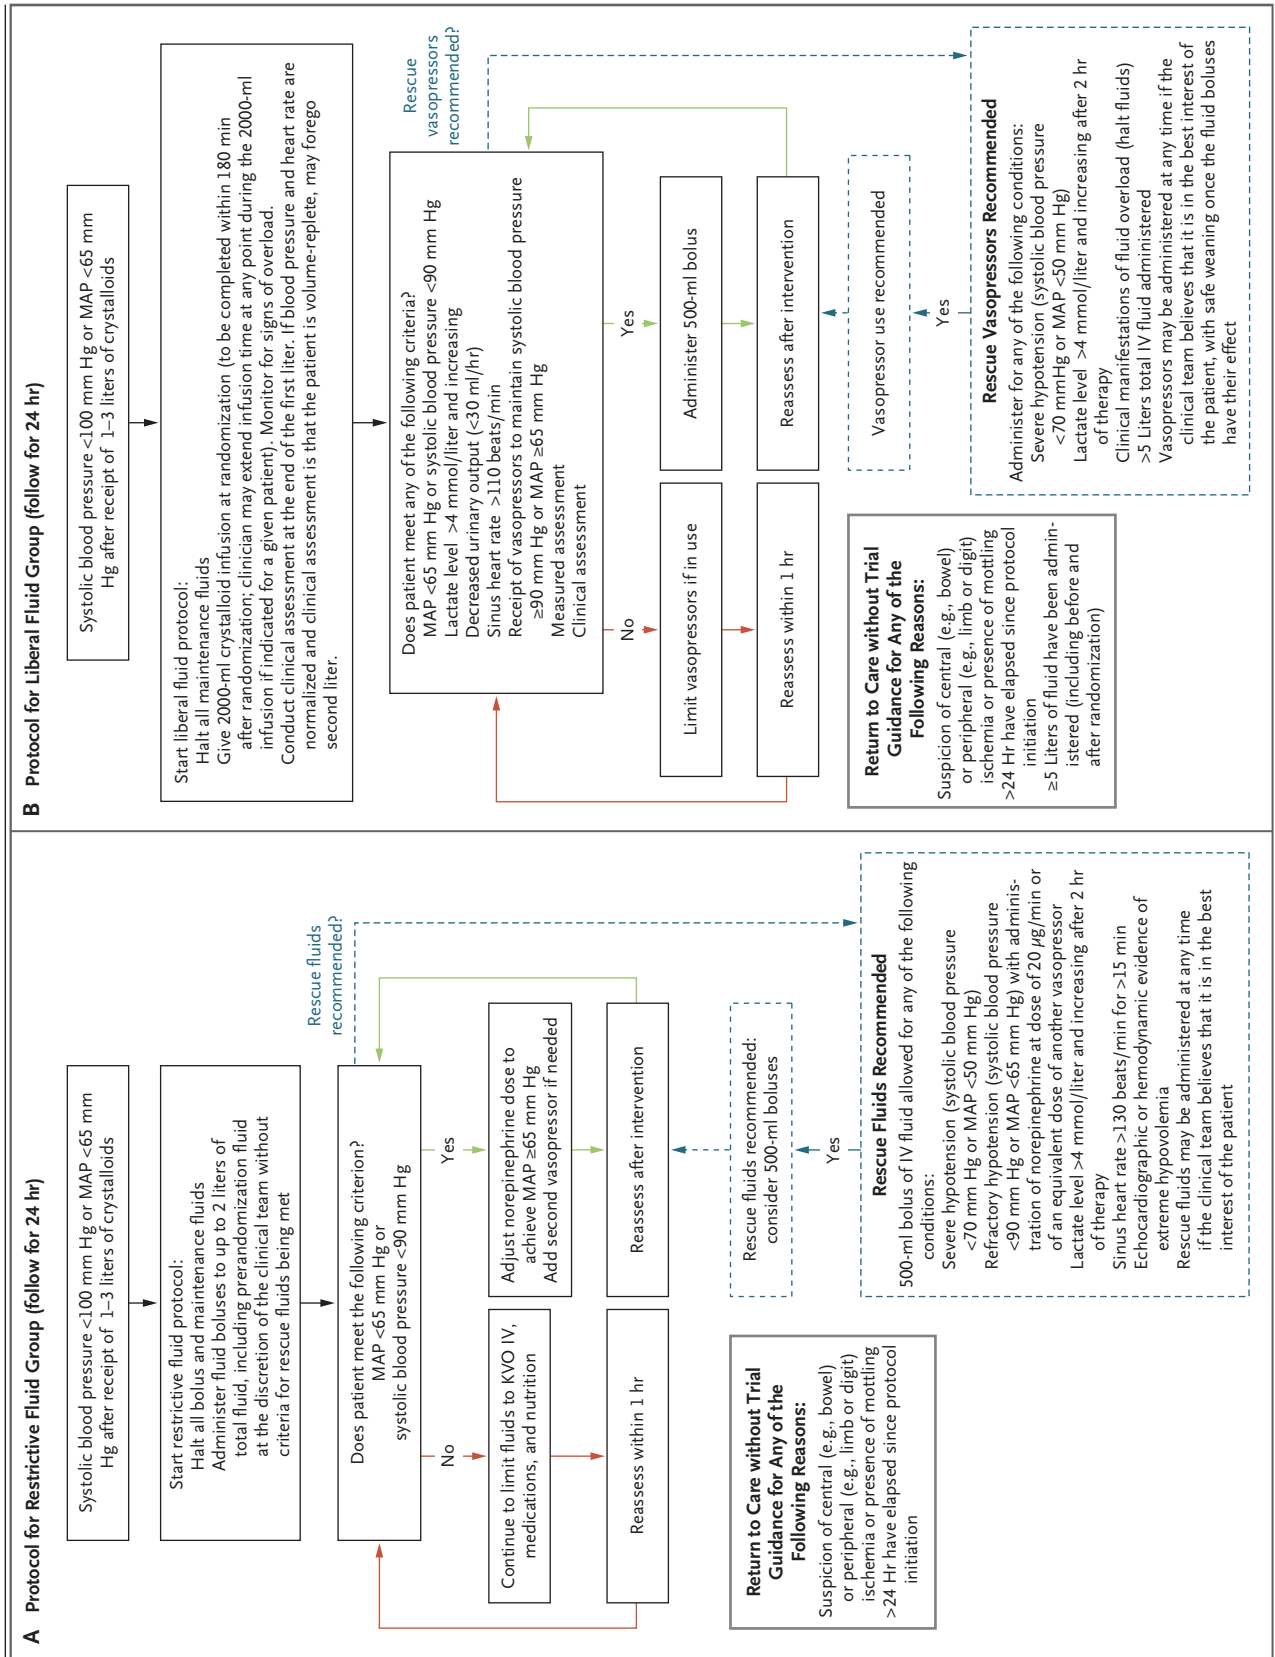 A Protocol for Restrictive Fluid Group (follow for 24 hr)
Systolic blood pressure <100 mm Hg or MAP <65 mm
Hg after receipt of 1–3 liters of crystalloids
Start restrictive fluid protocol:
Halt all bolus and maintenance fluids
Administer fluid boluses to up to 2 liters of
total fluid, including prerandomization fluid
at the discretion of the clinical team without
criteria for rescue fluids being met
Rescue fluids
recommended?
Does patient meet the following criterion?
MAP <65 mm Hg or
systolic blood pressure <90 mm Hg
No
Yes
Continue to limit fluids to KVO IV,
medications, and nutrition
Adjust norepinephrine dose to
achieve MAP ≥65 mm Hg
Add second vasopressor if needed
Reassess within 1 hr
Reassess after intervention
Rescue fluids recommended:
consider 500-ml boluses
Yes
Return to Care without Trial
Guidance for Any of the
Following Reasons:
Suspicion of central (e.g., bowel)
or peripheral (e.g., limb or digit)
ischemia or presence of mottling
>24 Hr have elapsed since protocol
initiation
Rescue Fluids Recommended
500-ml bolus of IV fluid allowed for any of the following
conditions:
Severe hypotension (systolic blood pressure
<70 mm Hg or MAP <50 mm Hg)
Refractory hypotension (systolic blood pressure
<90 mm Hg or MAP <65 mm Hg) with adminis-
tration of norepinephrine at dose of 20 μg/min or
of an equivalent dose of another vasopressor
Lactate level >4 mmol/liter and increasing after 2 hr
of therapy
Sinus heart rate >130 beats/min for >15 min
Echocardiographic or hemodynamic evidence of
extreme hypovolemia
Rescue fluids may be administered at any time
if the clinical team believes that it is in the best
interest of the patient
B Protocol for Liberal Fluid Group (follow for 24 hr)
Systolic blood pressure <100 mm Hg or MAP <65 mm
Hg after receipt of 1–3 liters of crystalloids
Start liberal fluid protocol:
Halt all maintenance fluids
Give 2000-ml crystalloid infusion at randomization (to be completed within 180 min
after randomization; clinician may extend infusion time at any point during the 2000-ml
infusion if indicated for a given patient). Monitor for signs of overload.
Conduct clinical assessment at the end of the first liter. If blood pressure and heart rate are
normalized and clinical assessment is that the patient is volume-replete, may forego
second liter.
Rescue
vasopressors
recommended?
Does patient meet any of the following criteria?
MAP <65 mm Hg or systolic blood pressure <90 mm Hg
Lactate level >4 mmol/liter and increasing
Decreased urinary output (<30 ml/hr)
Sinus heart rate >110 beats/min
Receipt of vasopressors to maintain systolic blood pressure
≥90 mm Hg or MAP ≥65 mm Hg
Measured assessment
Clinical assessment
No
Yes
Limit vasopressors if in use
Administer 500-ml bolus
Reassess within 1 hr
Reassess after intervention
Vasopressor use recommended
Yes
Return to Care without Trial
Guidance for Any of the
Following Reasons:
Suspicion of central (e.g., bowel)
or peripheral (e.g., limb or digit)
ischemia or presence of mottling
>24 Hr have elapsed since protocol
initiation
≥5 Liters of fluid have been admin-
istered (including before and
after randomization)
Rescue Vasopressors Recommended
Administer for any of the following conditions:
Severe hypotension (systolic blood pressure
<70 mmHg or MAP <50 mm Hg)
Lactate level >4 mmol/liter and increasing after 2 hr
of therapy
Clinical manifestations of fluid overload (halt fluids)
>5 Liters total IV fluid administered
Vasopressors may be administered at any time if the
clinical team believes that it is in the best interest of
the patient, with safe weaning once the fluid boluses
have their effect